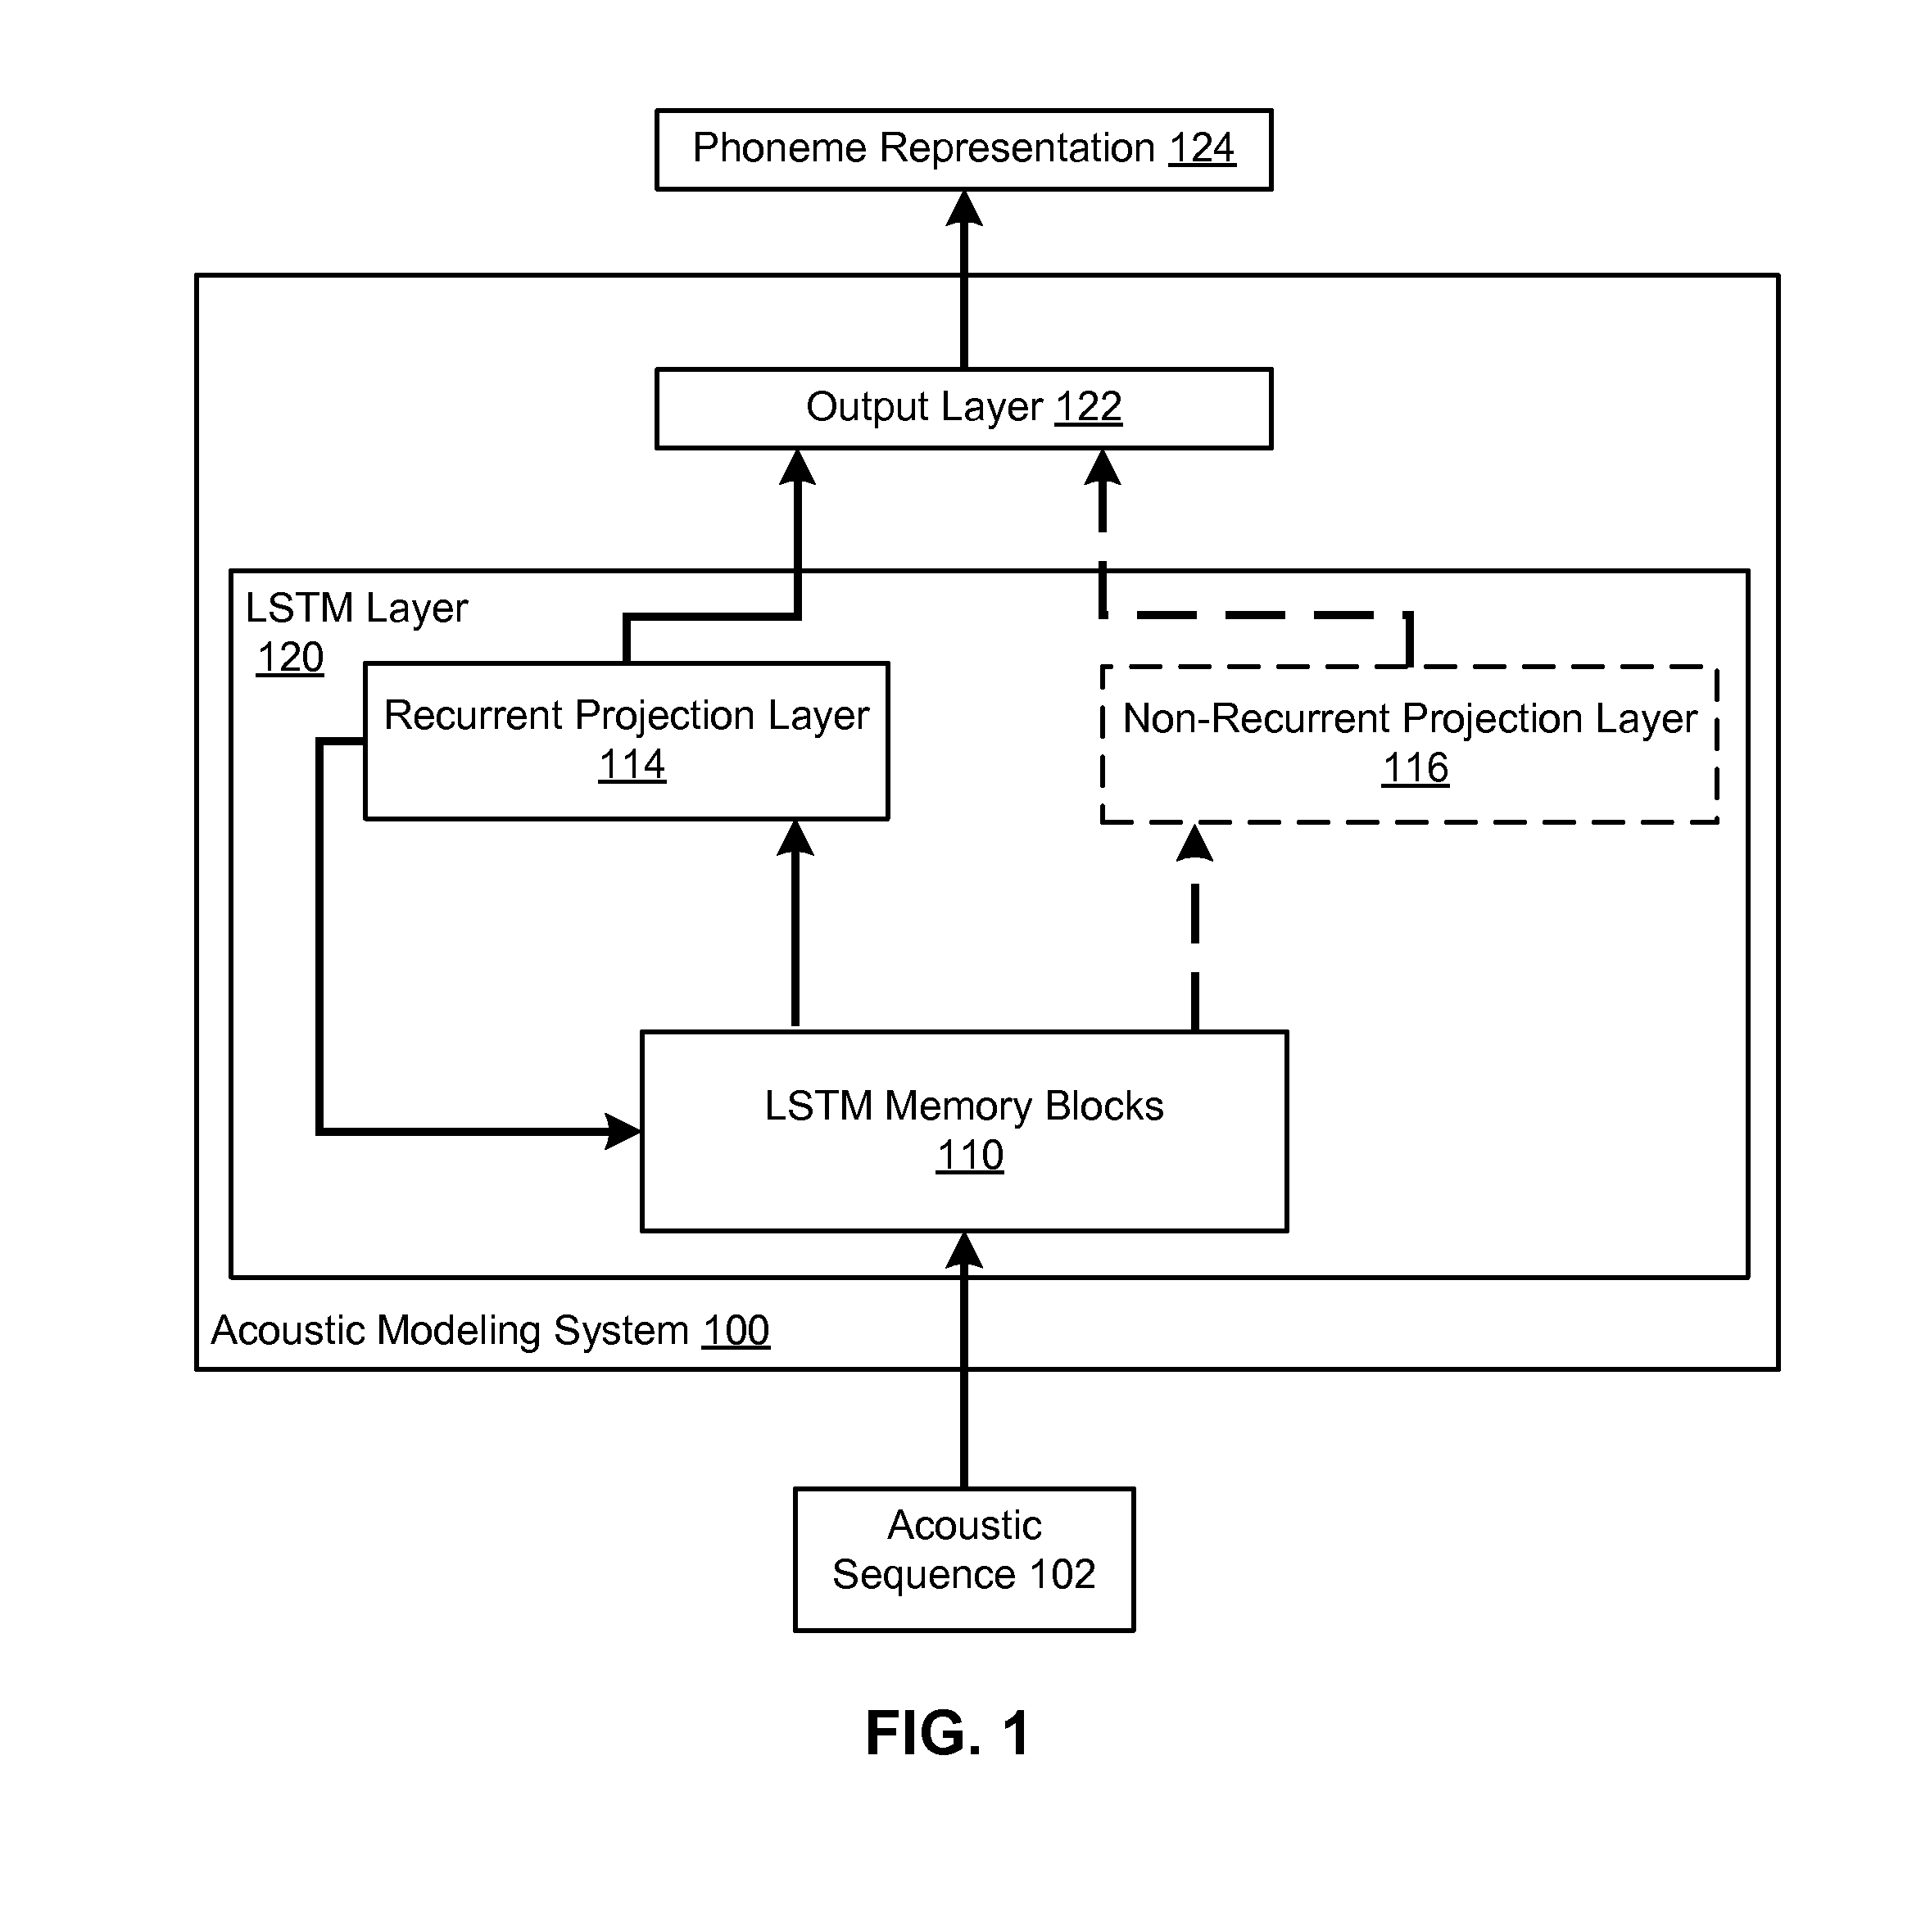 Phoneme Representation 124
Output Layer 122
LSTM Layer
120
Recurrent Projection Layer
114
Non-Recurrent Projection Layer
116
LSTM Memory Blocks
110
Acoustic Modeling System 100
Acoustic
Sequence 102
FIG. 1